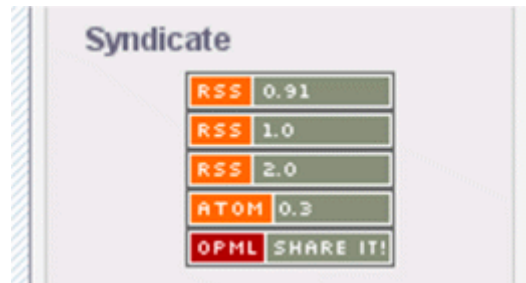 Syndicate
RSS 0.91
RSS 1.0
RSS 2.0
ATOM 0.3
OPML SHARE IT!